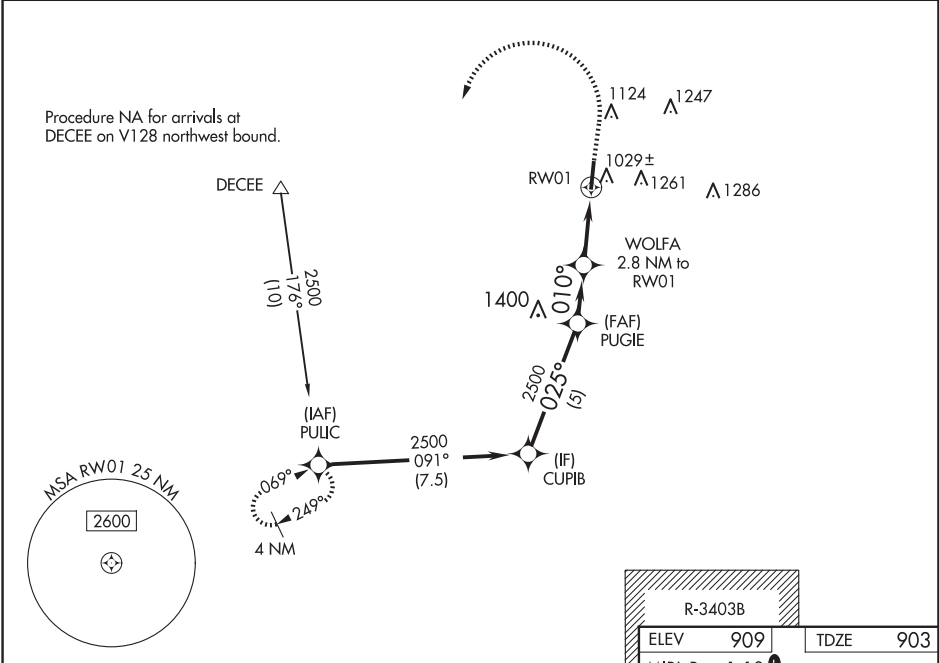 Procedure NA for arrivals at
DECEE on V128 northwest bound.
1124
1247
DECEE
RW01
1029±
1261
1286
WOLFA
2.8 NM to
RW01
2500
176°
(10)
1400
010°
(FAF)
PUGIE
2500
025°
(5)
(IAF)
PULIC
2500
091°
(7.5)
(IF)
CUPIB
069°
249°
4 NM
MSA RW01 25 NM
2600
R-3403B
ELEV 909
TDZE 903